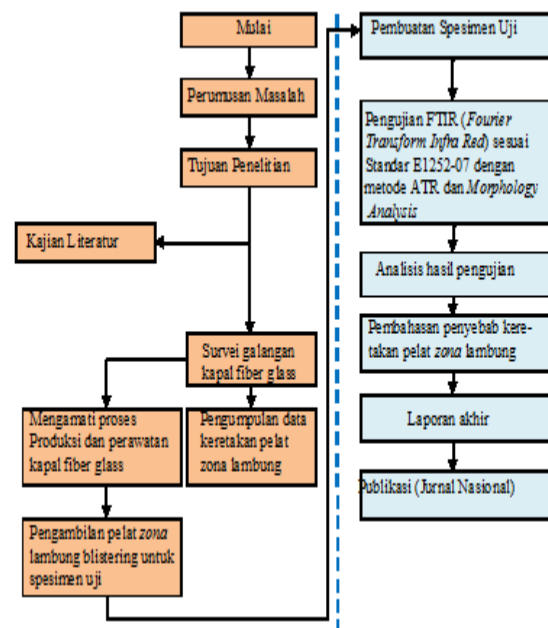 Mulai
Perumusan Masalah
Tujuan Penelitian
Kajian Literatur
Survei galangan
kapal fiber glass
Mengamati proses
Produksi dan perawatan
kapal fiber glass
Pengumpulan data
keretakan pelat
zona lambung
Pengambilan pelat zona
lambung blistering untuk
spesimen uji
Pembuatan Spesimen Uji
Pengujian FTIR (Fourier
Transform Infra Red) sesuai
Standar E1252-07 dengan
metode ATR dan Morphology
Analysis
Analisis hasil pengujian
Pembahasan penyebab kere-
takan pelat zona lambung
Laporan akhir
Publikasi (Jurnal Nasional)